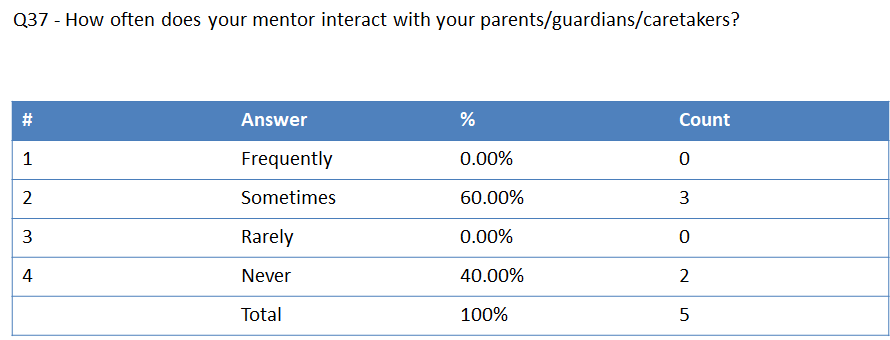 Q37 - How often does your mentor interact with your parents/guardians/caretakers?
# Answer % Count
1 Frequently 0.00% 0
2 Sometimes 60.00% 3
3 Rarely 0.00% 0
4 Never 40.00% 2
Total 100% 5